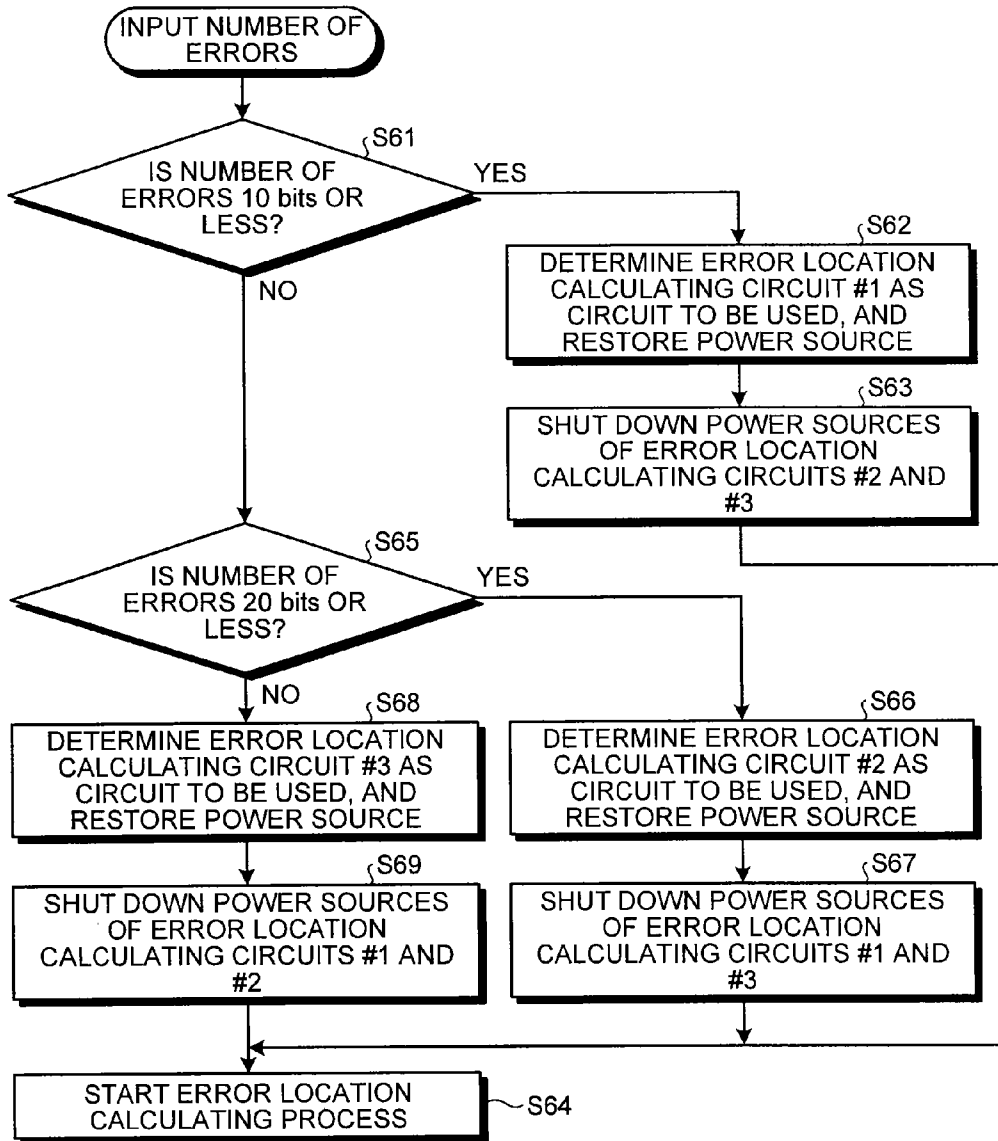 INPUT NUMBER OF
ERRORS
S61
IS NUMBER OF
ERRORS 10 bits OR
LESS?
YES
NO
S62
DETERMINE ERROR LOCATION
CALCULATING CIRCUIT #1 AS
CIRCUIT TO BE USED, AND
RESTORE POWER SOURCE
S63
SHUT DOWN POWER SOURCES
OF ERROR LOCATION
CALCULATING CIRCUITS #2 AND
#3
S65
IS NUMBER OF
ERRORS 20 bits OR
LESS?
YES
NO
S68
DETERMINE ERROR LOCATION
CALCULATING CIRCUIT #3 AS
CIRCUIT TO BE USED, AND
RESTORE POWER SOURCE
S66
DETERMINE ERROR LOCATION
CALCULATING CIRCUIT #2 AS
CIRCUIT TO BE USED, AND
RESTORE POWER SOURCE
S69
SHUT DOWN POWER SOURCES
OF ERROR LOCATION
CALCULATING CIRCUITS #1 AND
#2
S67
SHUT DOWN POWER SOURCES
OF ERROR LOCATION
CALCULATING CIRCUITS #1 AND
#3
START ERROR LOCATION
CALCULATING PROCESS
S64